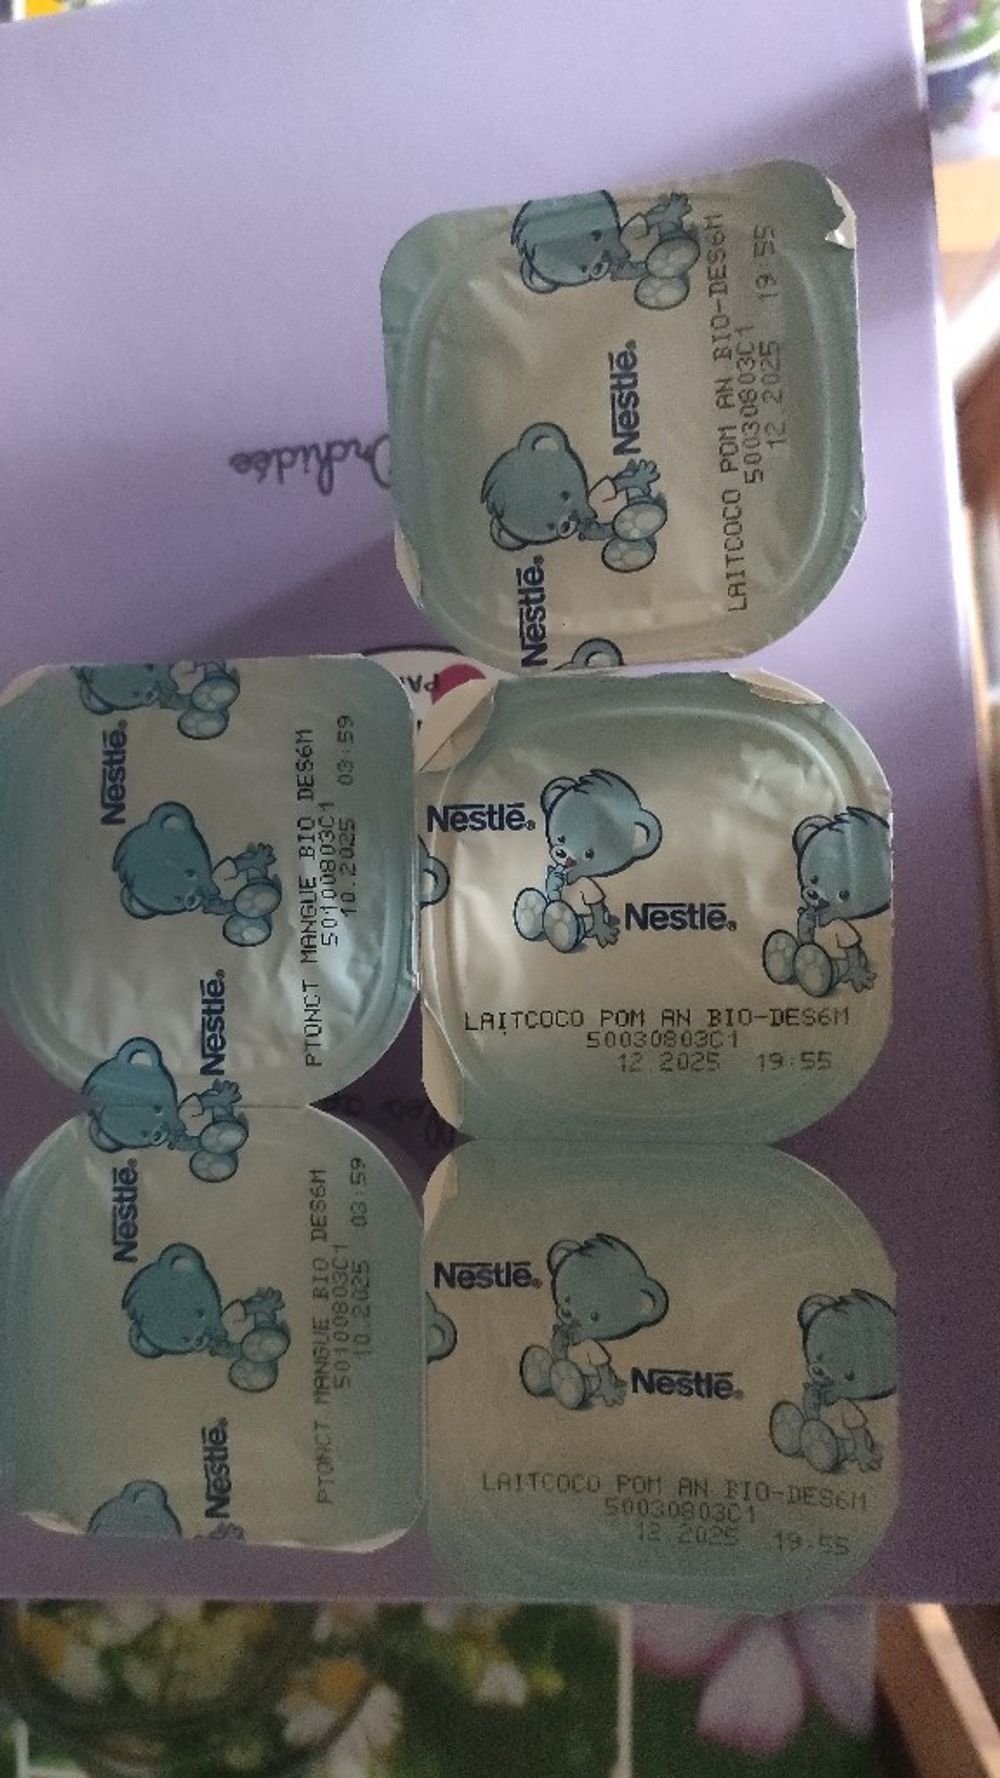 Orchidée
Nestlé®
Nestlé®
LAITCOCO POM AN BIO-DES6M
50030803C1
12.2025 19:55
PA
Nestlé®
Nestlé®
PTONCT MANGUE BIO DES6M
50100803C1
10.2025 03:59
Nestlé®
Nestlé®
LAITCOCO POM AN BIO-DES6M
50030803C1
12.2025 19:55
Nestlé®
Nestlé®
PTONCT MANGUE BIO DES6M
50100803C1
10.2025 03:59
Nestlé®
Nestlé®
LAITCOCO POM AN BIO-DES6M
50030803C1
12.2025 19:55